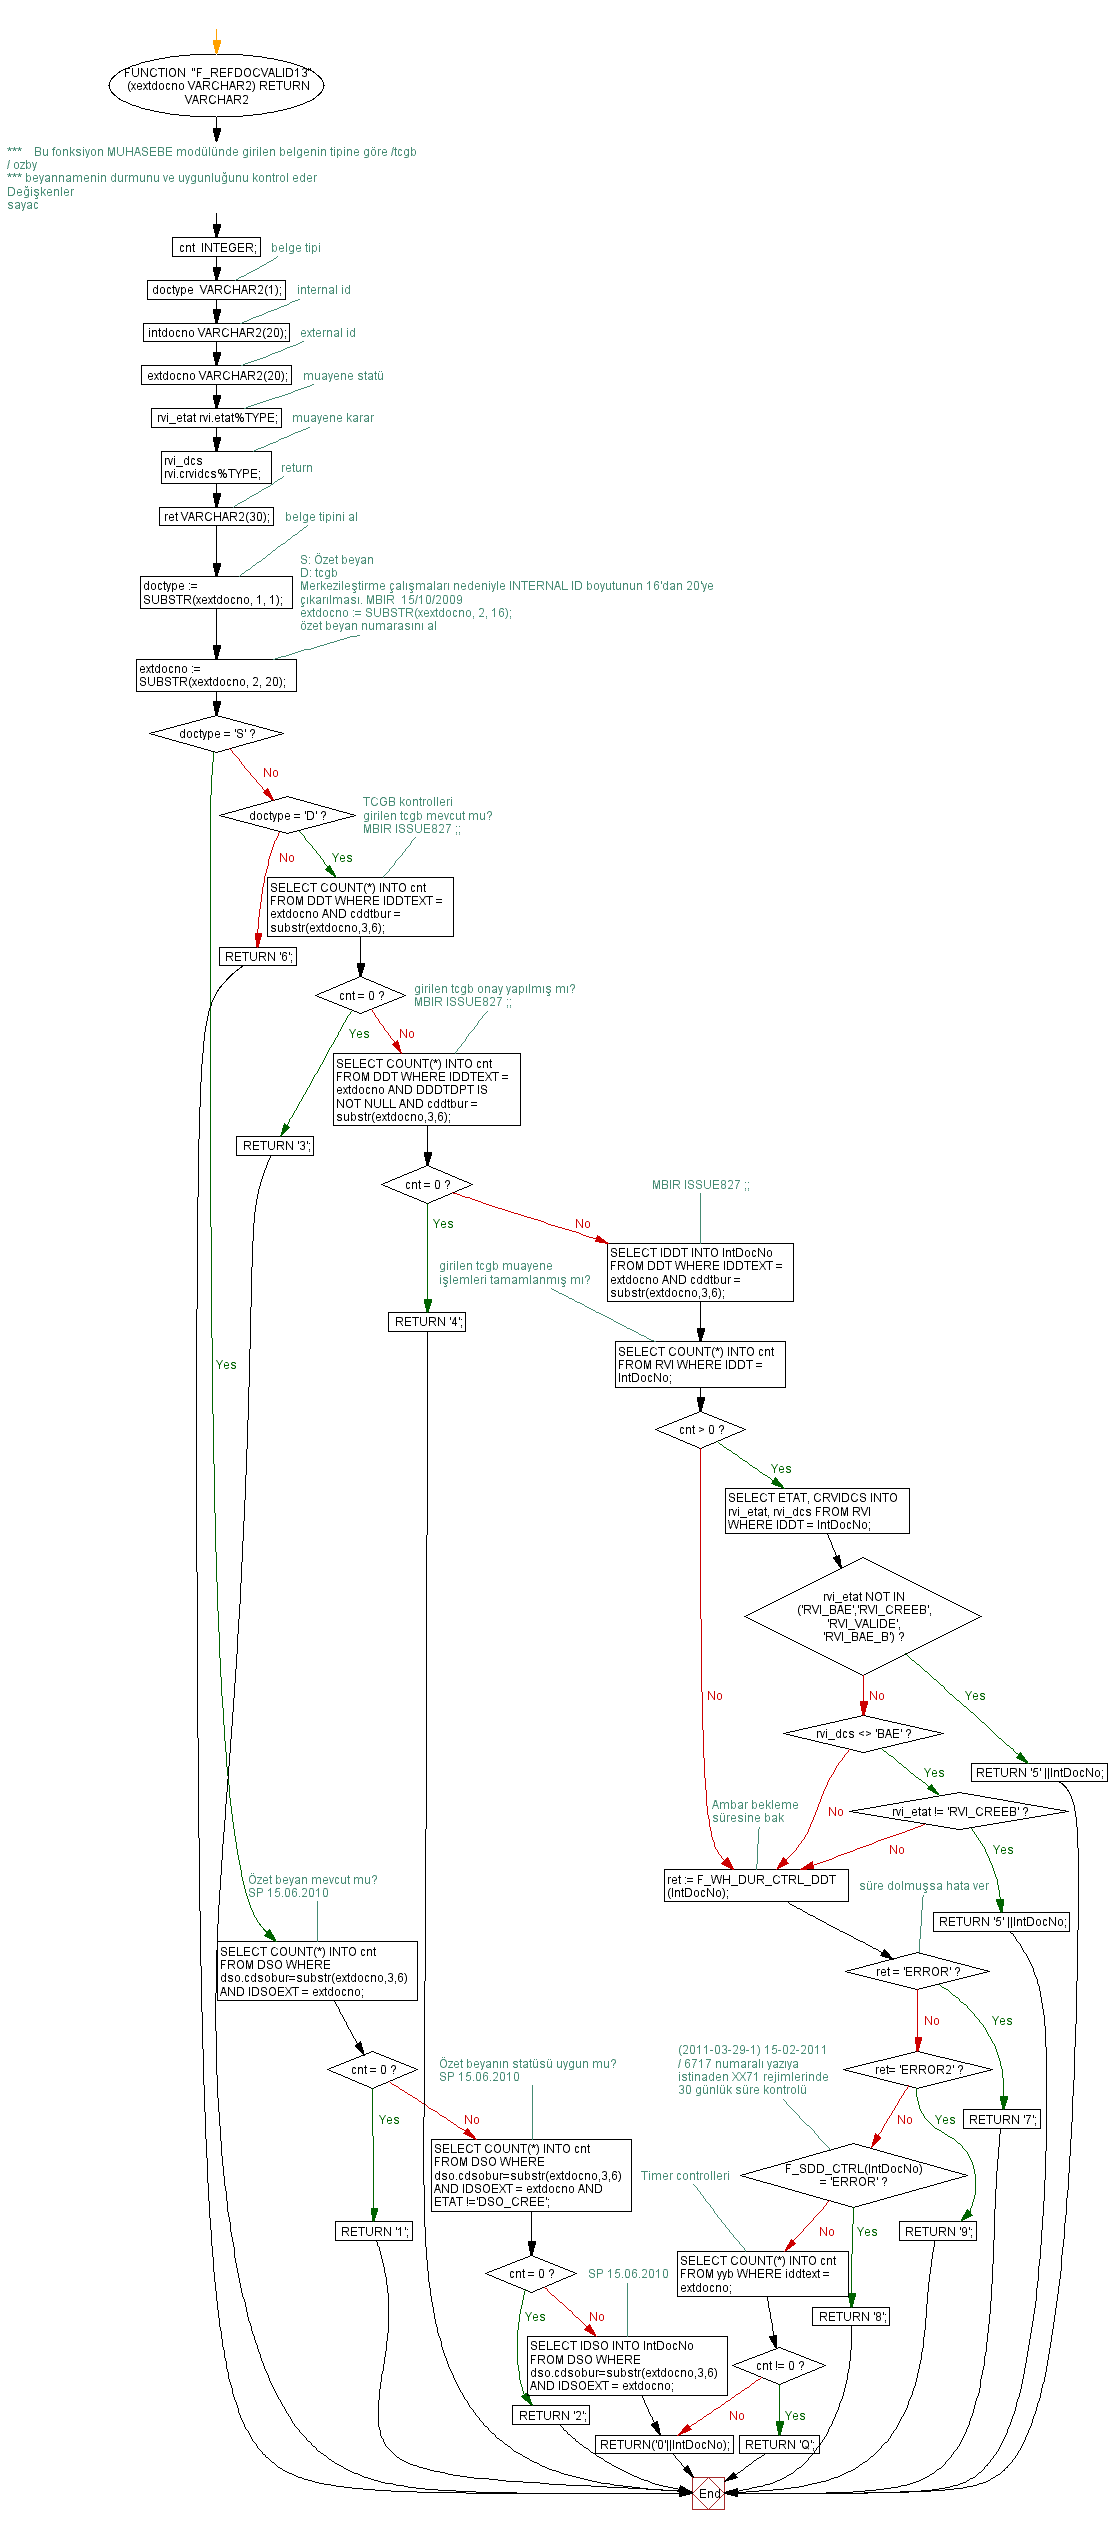 FUNCTION "F_REFDOCVALID13"
(xextdocno VARCHAR2) RETURN
VARCHAR2
*** Bu fonksiyon MUHASEBE modülünde girilen belgenin tipine göre /tcgb
/ ozby
*** beyannamenin durmunu ve uygunluğunu kontrol eder
Değişkenler
sayac
cnt INTEGER;
belge tipi
doctype VARCHAR2(1);
internal id
intdocno VARCHAR2(20);
external id
extdocno VARCHAR2(20);
muayene statü
rvi_etat rvi.etat%TYPE;
muayene karar
rvi_dcs
rvi.crvidcs%TYPE;
return
ret VARCHAR2(30);
belge tipini al
doctype :=
SUBSTR(xextdocno, 1, 1);
S: Özet beyan
D: tcgb
Merkezileştirme çalışmaları nedeniyle INTERNAL ID boyutunun 16'dan 20'ye
çıkarılması. MBIR 15/10/2009
extdocno := SUBSTR(xextdocno, 2, 16);
özet beyan numarasını al
extdocno :=
SUBSTR(xextdocno, 2, 20);
doctype = 'S' ?
No
doctype = 'D' ?
TCGB kontrolleri
girilen tcgb mevcut mu?
MBIR ISSUE827 ;;
No
Yes
SELECT COUNT(*) INTO cnt
FROM DDT WHERE IDDTEXT =
extdocno AND cddtbur =
substr(extdocno,3,6);
RETURN '6';
cnt = 0 ?
girilen tcgb onay yapılmış mı?
MBIR ISSUE827 ;;
Yes
No
SELECT COUNT(*) INTO cnt
FROM DDT WHERE IDDTEXT =
extdocno AND DDDTDPT IS
NOT NULL AND cddtbur =
substr(extdocno,3,6);
RETURN '3';
cnt = 0 ?
MBIR ISSUE827 ;;
Yes
No
SELECT IDDT INTO IntDocNo
FROM DDT WHERE IDDTEXT =
extdocno AND cddtbur =
substr(extdocno,3,6);
girilen tcgb muayene
işlemleri tamamlanmış mı?
RETURN '4';
SELECT COUNT(*) INTO cnt
FROM RVI WHERE IDDT =
IntDocNo;
Yes
cnt > 0 ?
Yes
SELECT ETAT, CRVIDCS INTO
rvi_etat, rvi_dcs FROM RVI
WHERE IDDT = IntDocNo;
rvi_etat NOT IN
('RVI_BAE','RVI_CREEB',
'RVI_VALIDE',
'RVI_BAE_B') ?
No
No
Yes
rvi_dcs <> 'BAE' ?
Yes
RETURN '5' ||IntDocNo;
Ambar bekleme
süresine bak
No
rvi_etat != 'RVI_CREEB' ?
No
Yes
ret := F_WH_DUR_CTRL_DDT
(IntDocNo);
süre dolmuşsa hata ver
Özet beyan mevcut mu?
SP 15.06.2010
RETURN '5' ||IntDocNo;
SELECT COUNT(*) INTO cnt
FROM DSO WHERE
dso.cdsobur=substr(extdocno,3,6)
AND IDSOEXT = extdocno;
ret = 'ERROR' ?
No
Yes
cnt = 0 ?
Özet beyanın statüsü uygun mu?
SP 15.06.2010
(2011-03-29-1) 15-02-2011
/ 6717 numaralı yazıya
istinaden XX71 rejimlerinde
30 günlük süre kontrolü
ret= 'ERROR2' ?
Yes
No
No
Yes
RETURN '7';
SELECT COUNT(*) INTO cnt
FROM DSO WHERE
dso.cdsobur=substr(extdocno,3,6)
AND IDSOEXT = extdocno AND
ETAT !='DSO_CREE';
F_SDD_CTRL(IntDocNo)
= 'ERROR' ?
Timer controlleri
RETURN '1';
No
Yes
RETURN '9';
cnt = 0 ?
SP 15.06.2010
SELECT COUNT(*) INTO cnt
FROM yyb WHERE iddtext =
extdocno;
Yes
No
RETURN '8';
SELECT IDSO INTO IntDocNo
FROM DSO WHERE
dso.cdsobur=substr(extdocno,3,6)
AND IDSOEXT = extdocno;
cnt != 0 ?
RETURN '2';
No
Yes
RETURN('0'||IntDocNo);
RETURN 'Q';
End